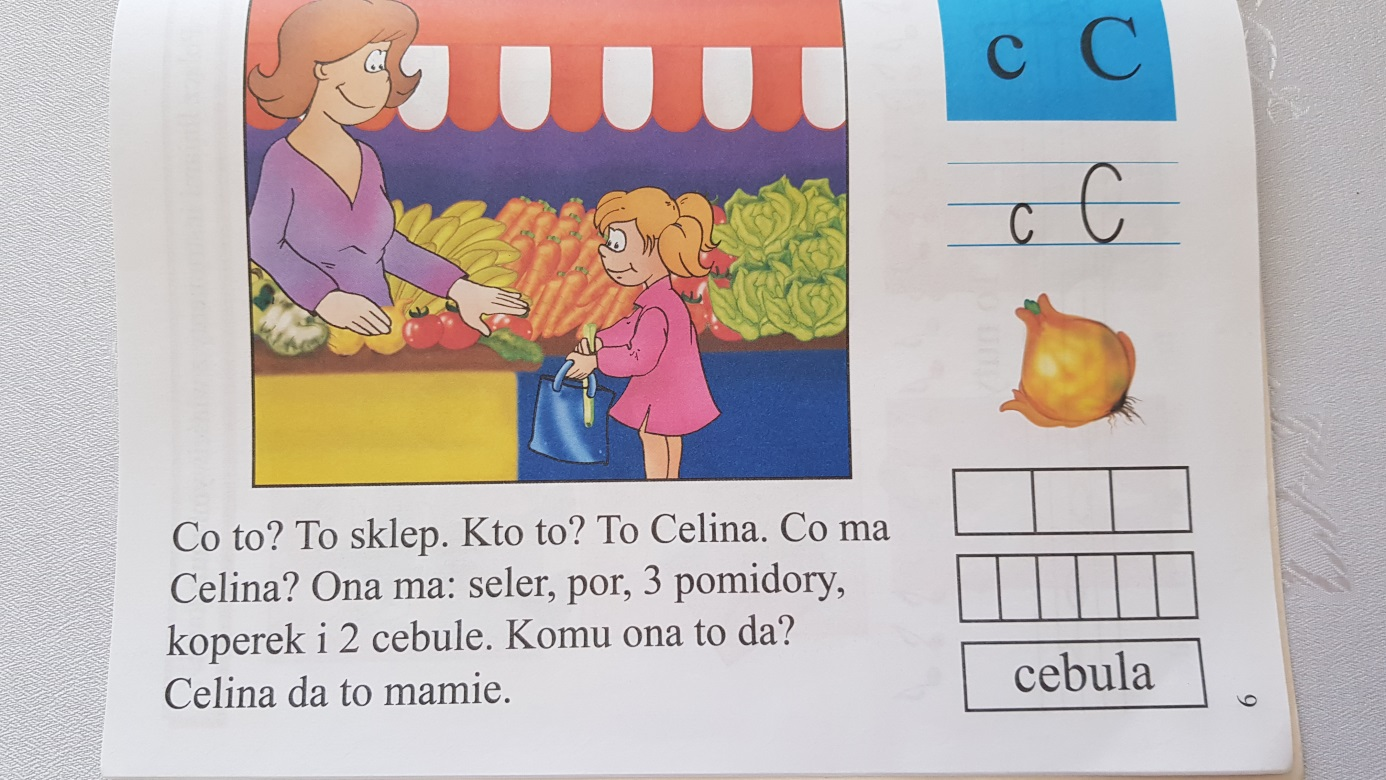 c C
c C
Co to? To sklep. Kto to? To Celina. Co ma
Celina? Ona ma: seler, por, 3 pomidory,
koperek i 2 cebule. Komu ona to da?
Celina da to mamie.
cebula
9